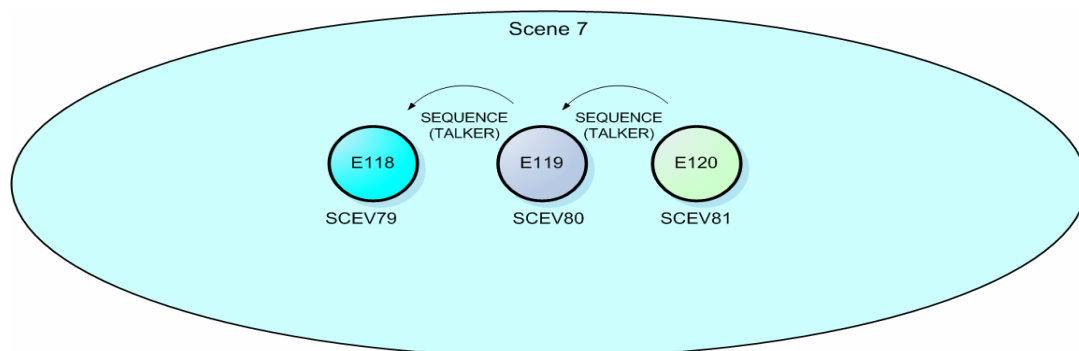 Scene 7
SEQUENCE
(TALKER)
SEQUENCE
(TALKER)
E118
E119
E120
SCEV79
SCEV80
SCEV81